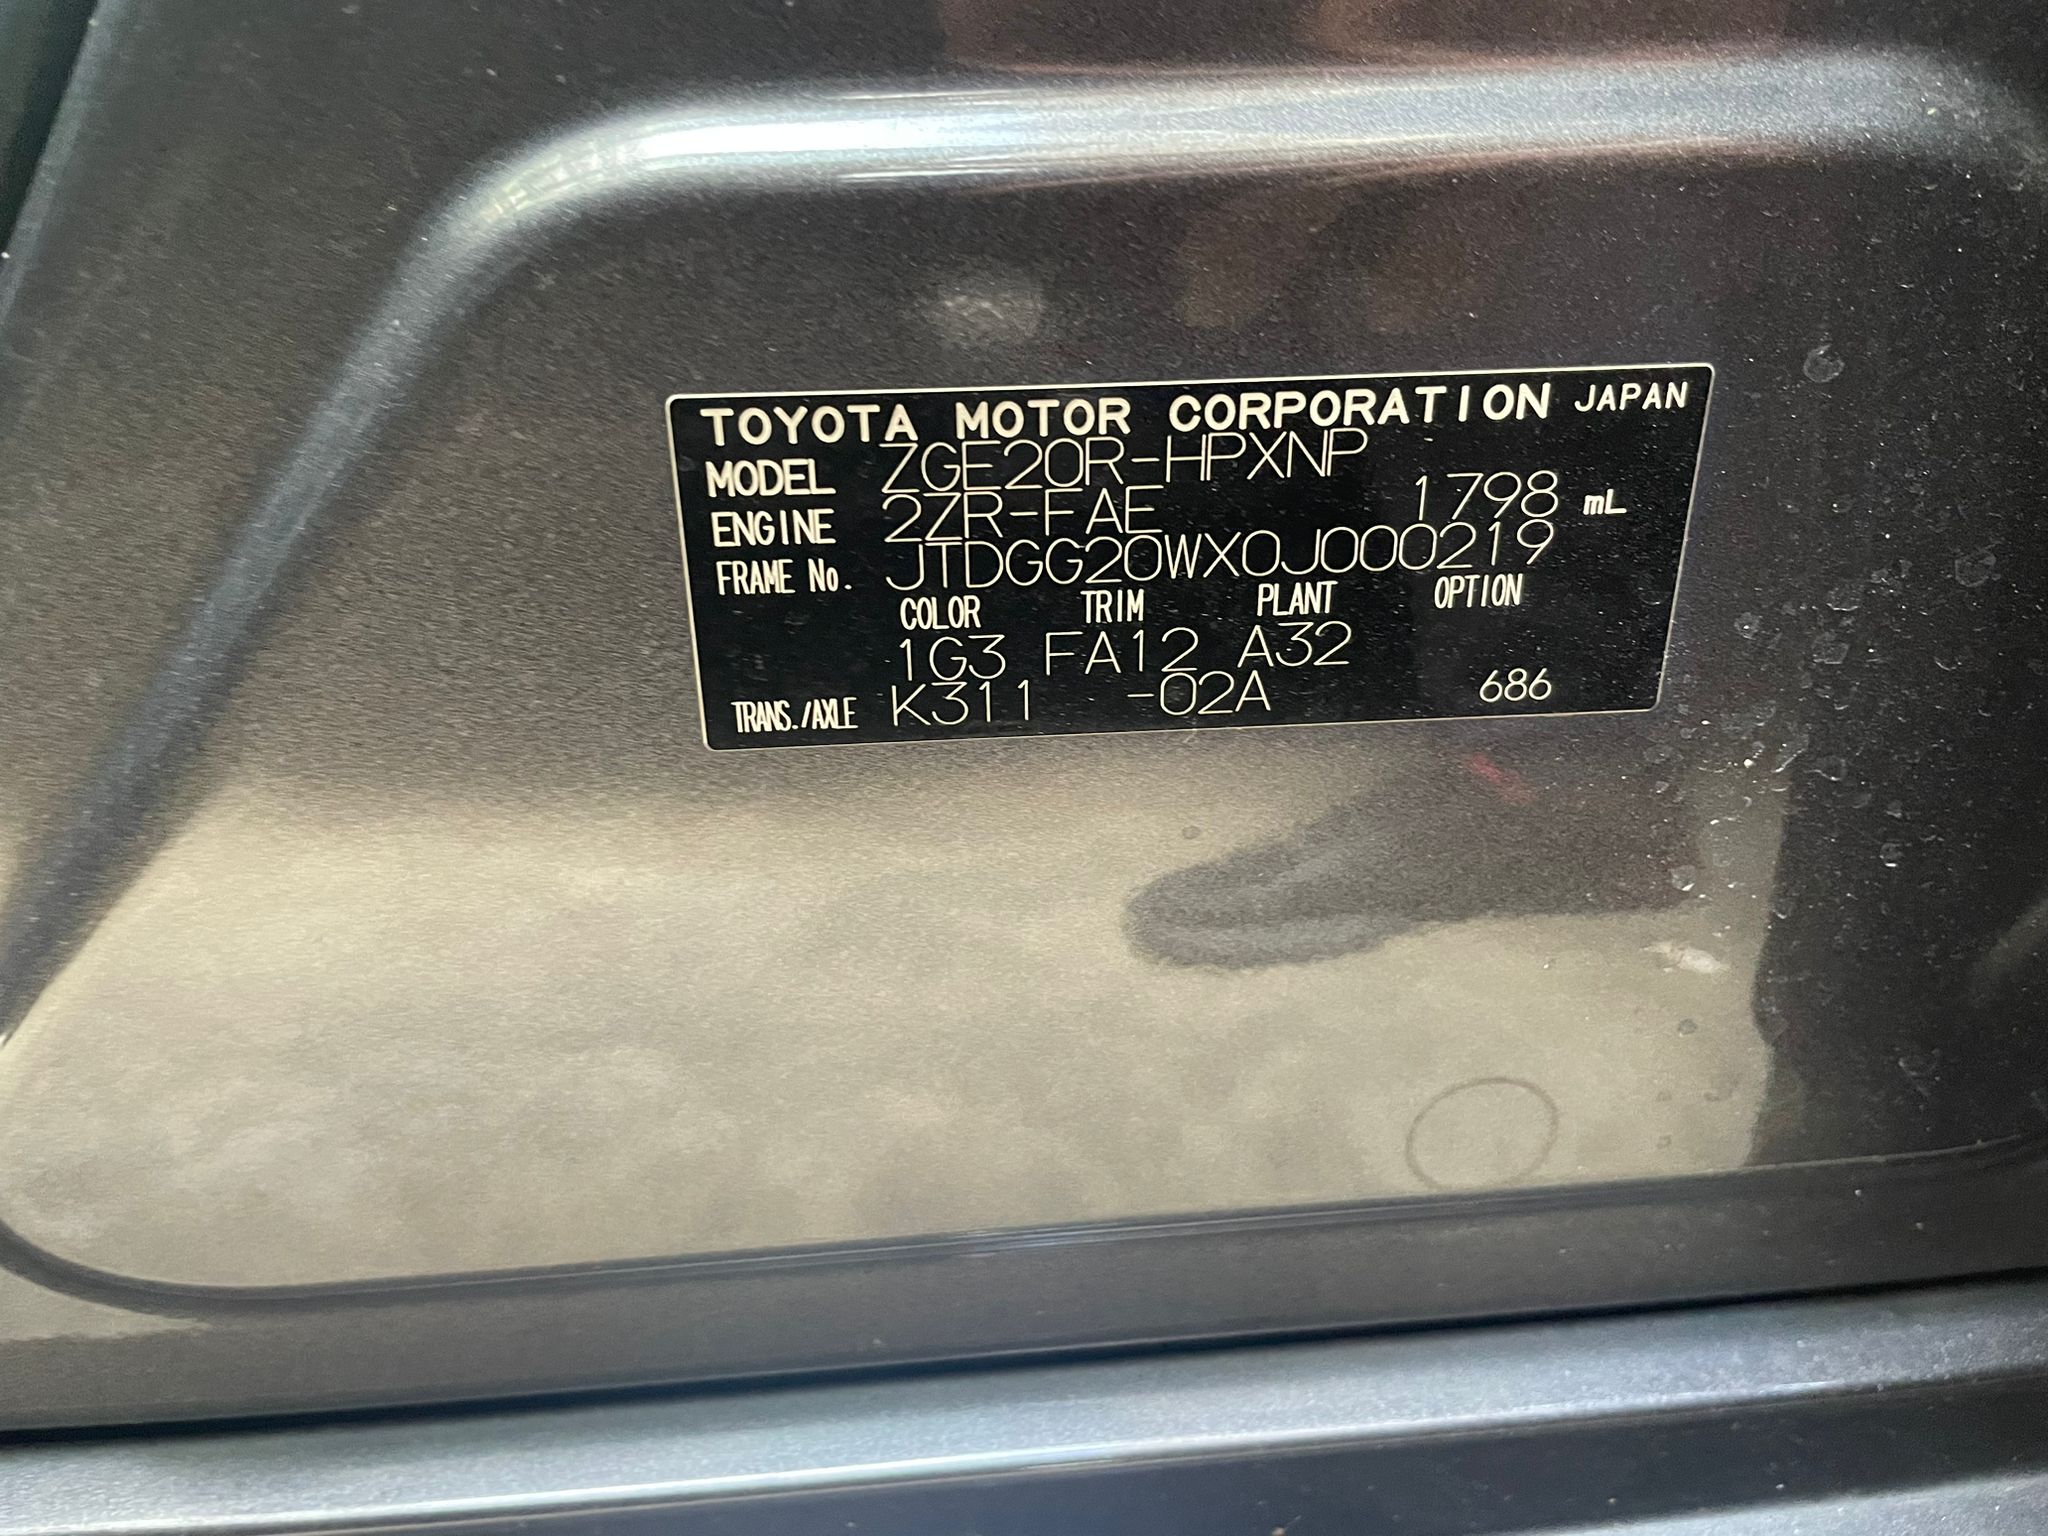 TOYOTA MOTOR CORPORATION JAPAN
MODEL ZGE20R-HPXNP
ENGINE 2ZR-FAE 1798 mL
FRAME No. JTDGG20WX0J000219
COLOR TRIM PLANT OPTION
1G3 FA12 A32
TRANS./AXLE K311 -02A 686